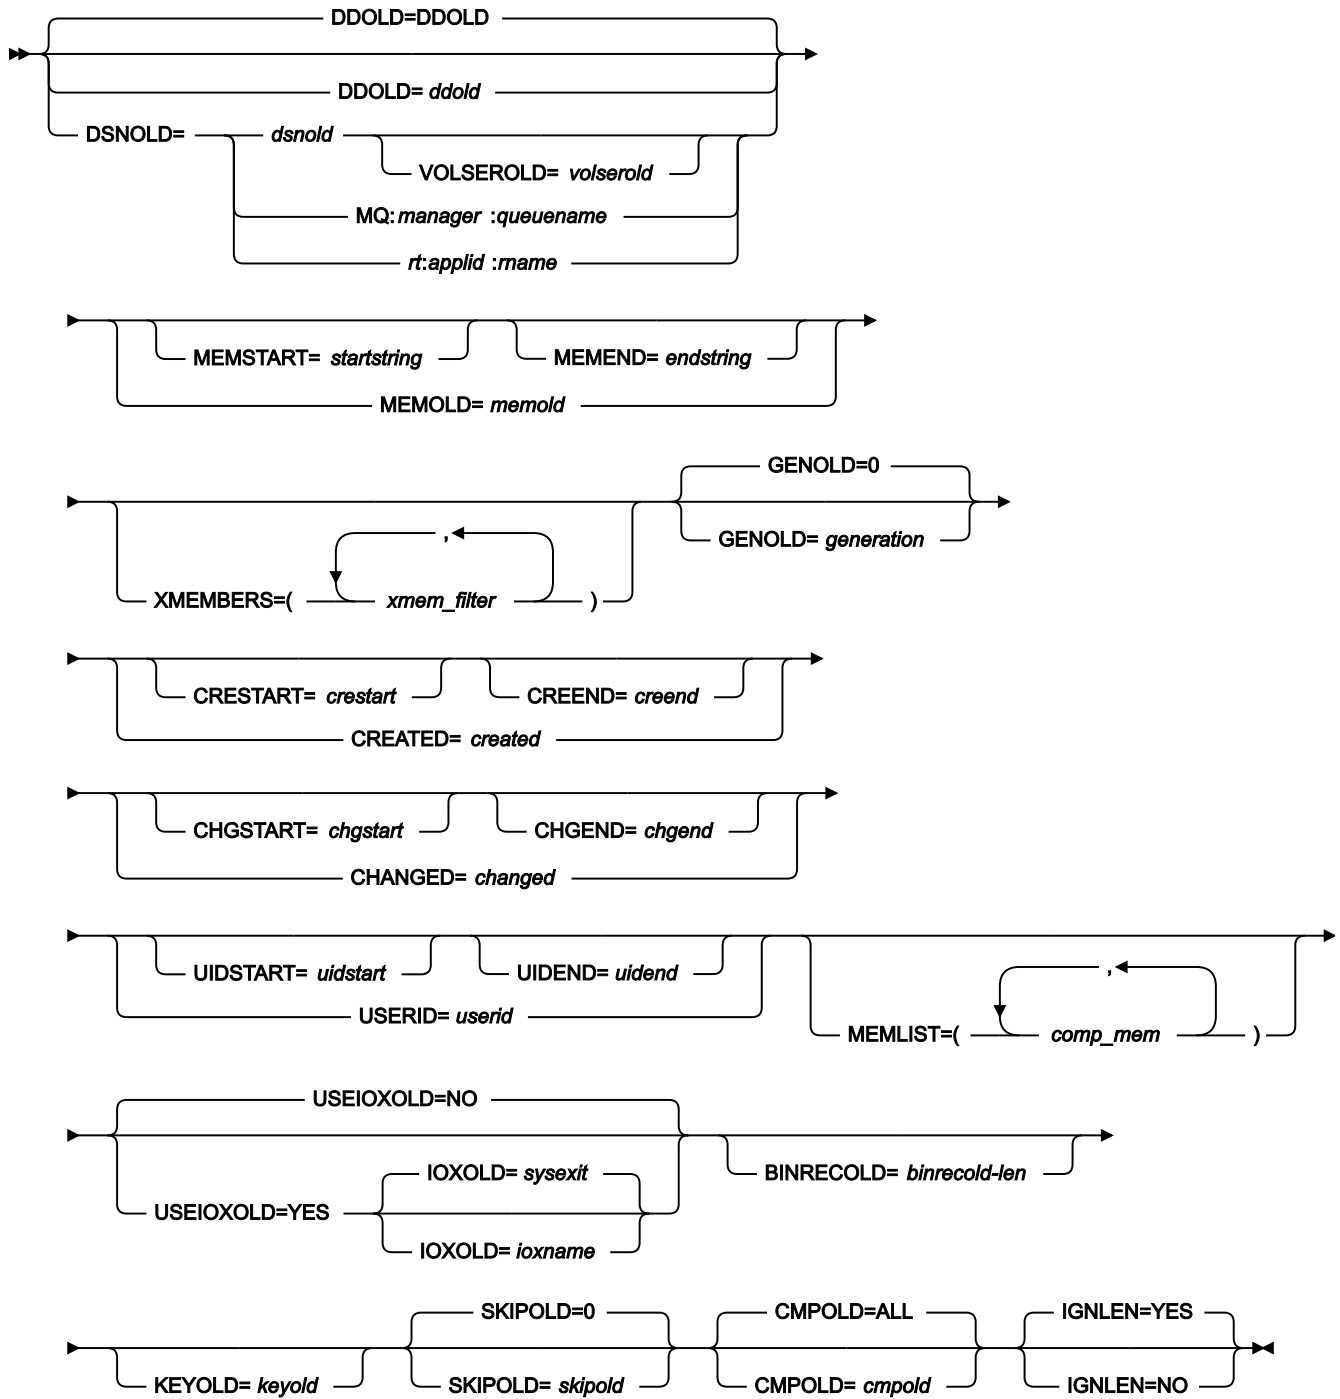 DDOLD=DDOLD
DDOLD= ddold
DSNOLD= dsnold
VOLSEROLD= volserold
MQ:manager :queuename
rt:applid :rname
MEMSTART= startstring MEMEND= endstring
MEMOLD= memold
GENOLD=0
GENOLD= generation
,
XMEMBERS=( xmem_filter )
CRESTART= crestart CREEND= creend
CREATED= created
CHGSTART= chgstart CHGEND= chgend
CHANGED= changed
UIDSTART= uidstart UIDEND= uidend
USERID= userid
,
MEMLIST=( comp_mem )
USEIOXOLD=NO
IOXOLD= sysexit BINRECOLD= binrecold-len
USEIOXOLD=YES
IOXOLD= ioxname
SKIPOLD=0 CMPOLD=ALL IGNLEN=YES
KEYOLD= keyold SKIPOLD= skipold CMPOLD= cmpold IGNLEN=NO